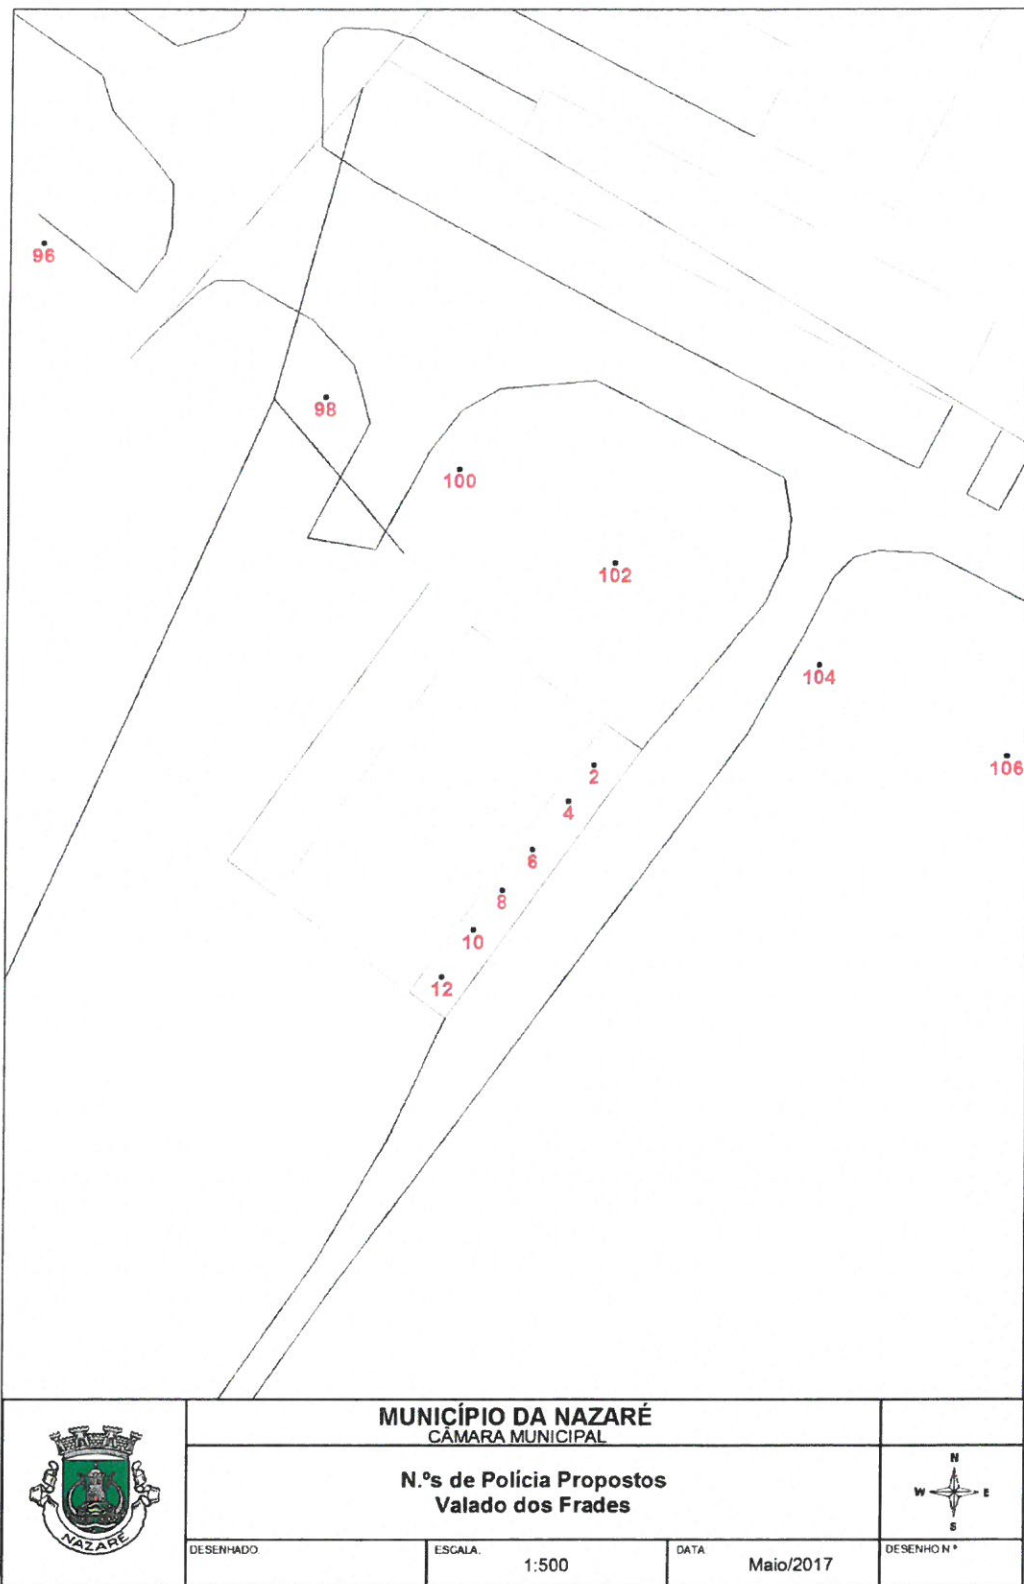 96
98
100
102
104
106
2
4
6
8
10
12
MUNICÍPIO DA NAZARÉ
CÂMARA MUNICIPAL
N.ºs de Polícia Propostos
Valado dos Frades
N
W E
S
NAZARÉ
DESENHADO.
ESCALA.
1:500
DATA
Maio/2017
DESENHO N.º